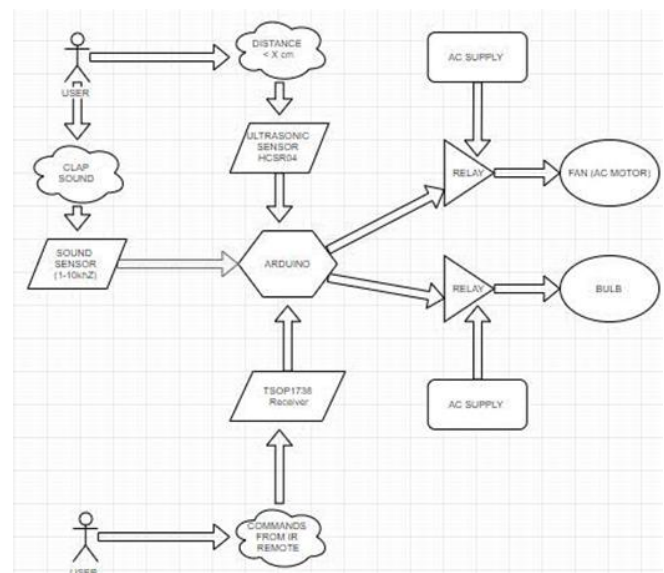 DISTANCE
< X cm
AC SUPPLY
USER
ULTRASONIC
SENSOR
HCSR04
CLAP
SOUND
RELAY
FAN (AC MOTOR)
SOUND
SENSOR
(1-10khZ)
ARDUINO
RELAY
BULB
TSOP1738
Receiver
AC SUPPLY
COMMANDS
FROM IR
REMOTE
USER